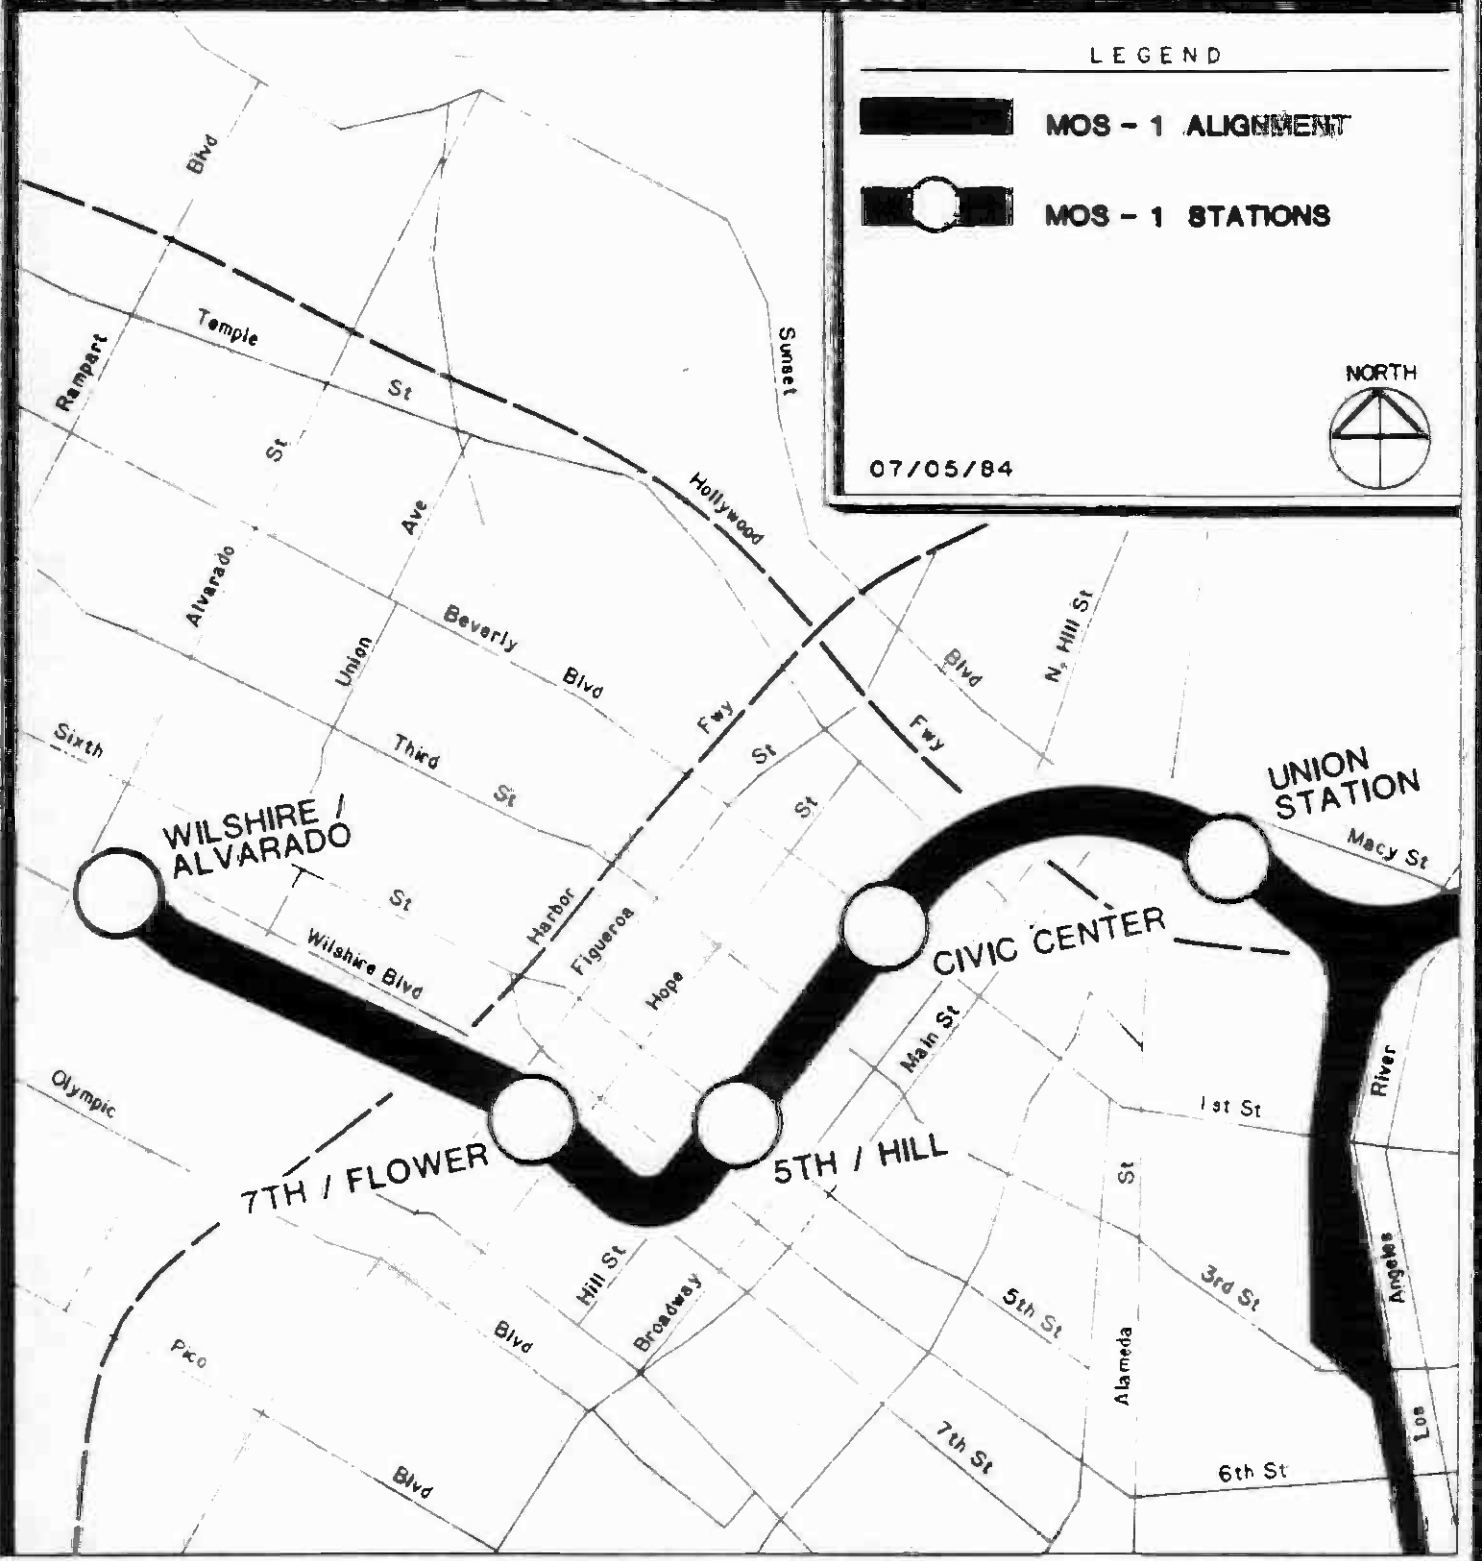 LEGEND
MOS - 1 ALIGNMENT
MOS - 1 STATIONS
NORTH
07/05/84
Blvd
Temple
St
Rampart
Sunset
St
Hollywood
Ave
Alvarado
Beverly
Blvd
Union
N. Hill St
Blvd
Fwy
Fwy
Sixth
Third
St
St
St
UNION
STATION
WILSHIRE /
ALVARADO
Macy St
St
Harbor
Figueroa
Wilshire Blvd
Hope
CIVIC CENTER
Main St
Olympic
River
1st St
7TH / FLOWER
5TH / HILL
St
Hill St
Broadway
3rd St
Angeles
5th St
Pico
Blvd
Alameda
Los
7th St
Blvd
6th St